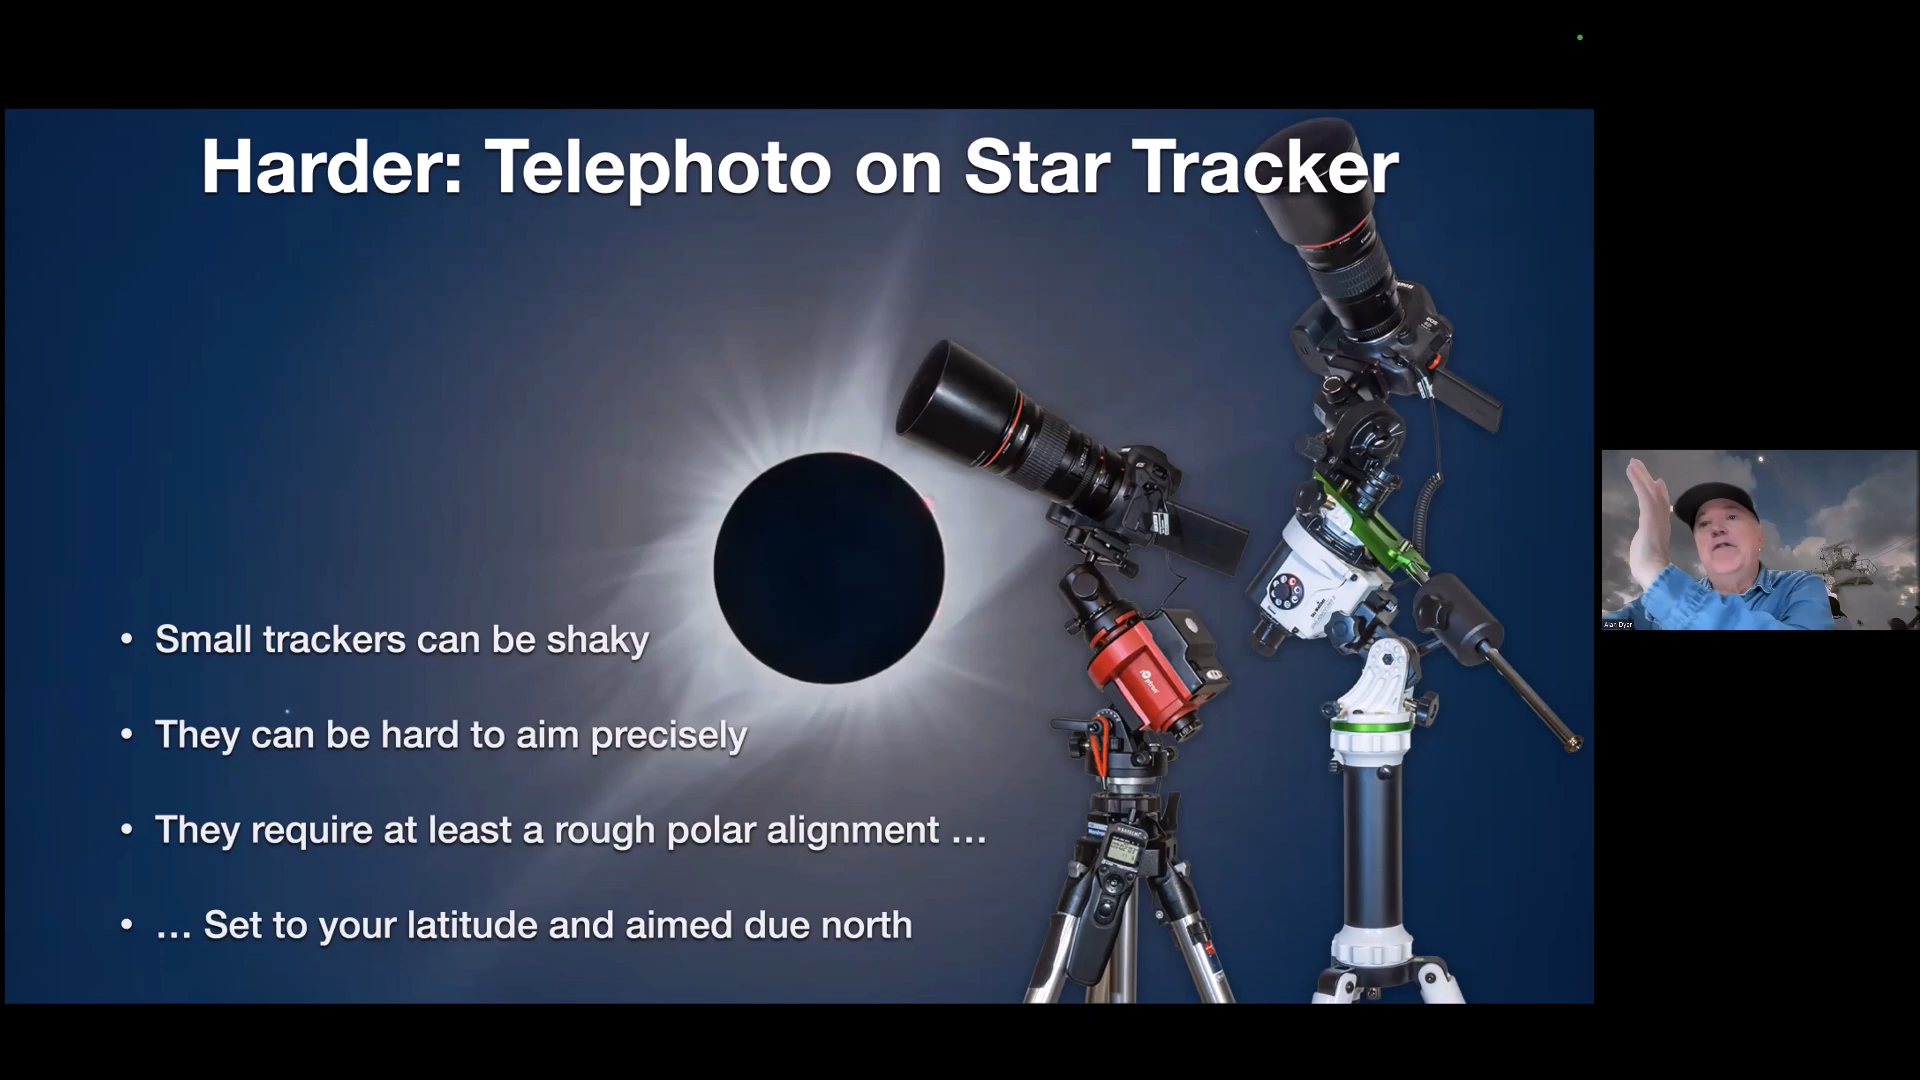 Harder: Telephoto on Star Tracker
• Small trackers can be shaky
• They can be hard to aim precisely
• They require at least a rough polar alignment …
• … Set to your latitude and aimed due north
Alan Dyer